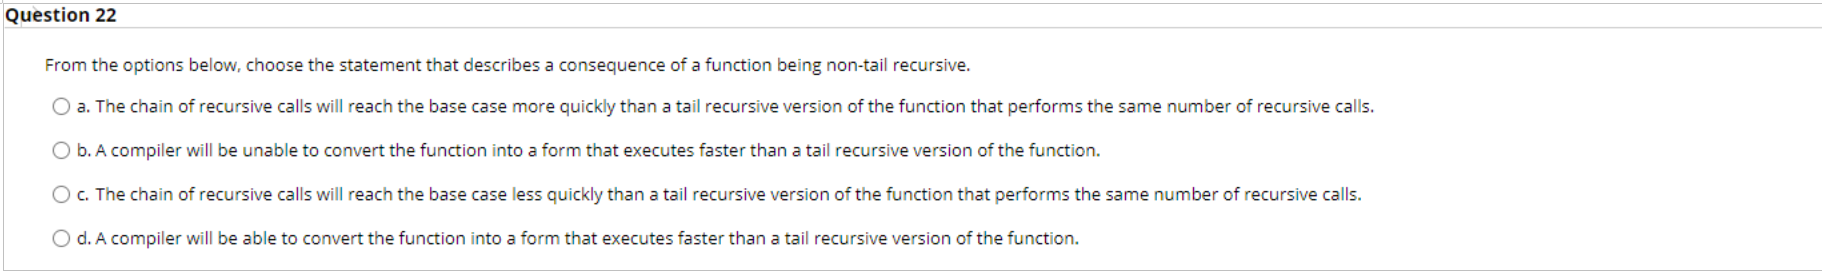 Question 22
From the options below, choose the statement that describes a consequence of a function being non-tail recursive.
a. The chain of recursive calls will reach the base case more quickly than a tail recursive version of the function that performs the same number of recursive calls.
b. A compiler will be unable to convert the function into a form that executes faster than a tail recursive version of the function.
c. The chain of recursive calls will reach the base case less quickly than a tail recursive version of the function that performs the same number of recursive calls.
d. A compiler will be able to convert the function into a form that executes faster than a tail recursive version of the function.